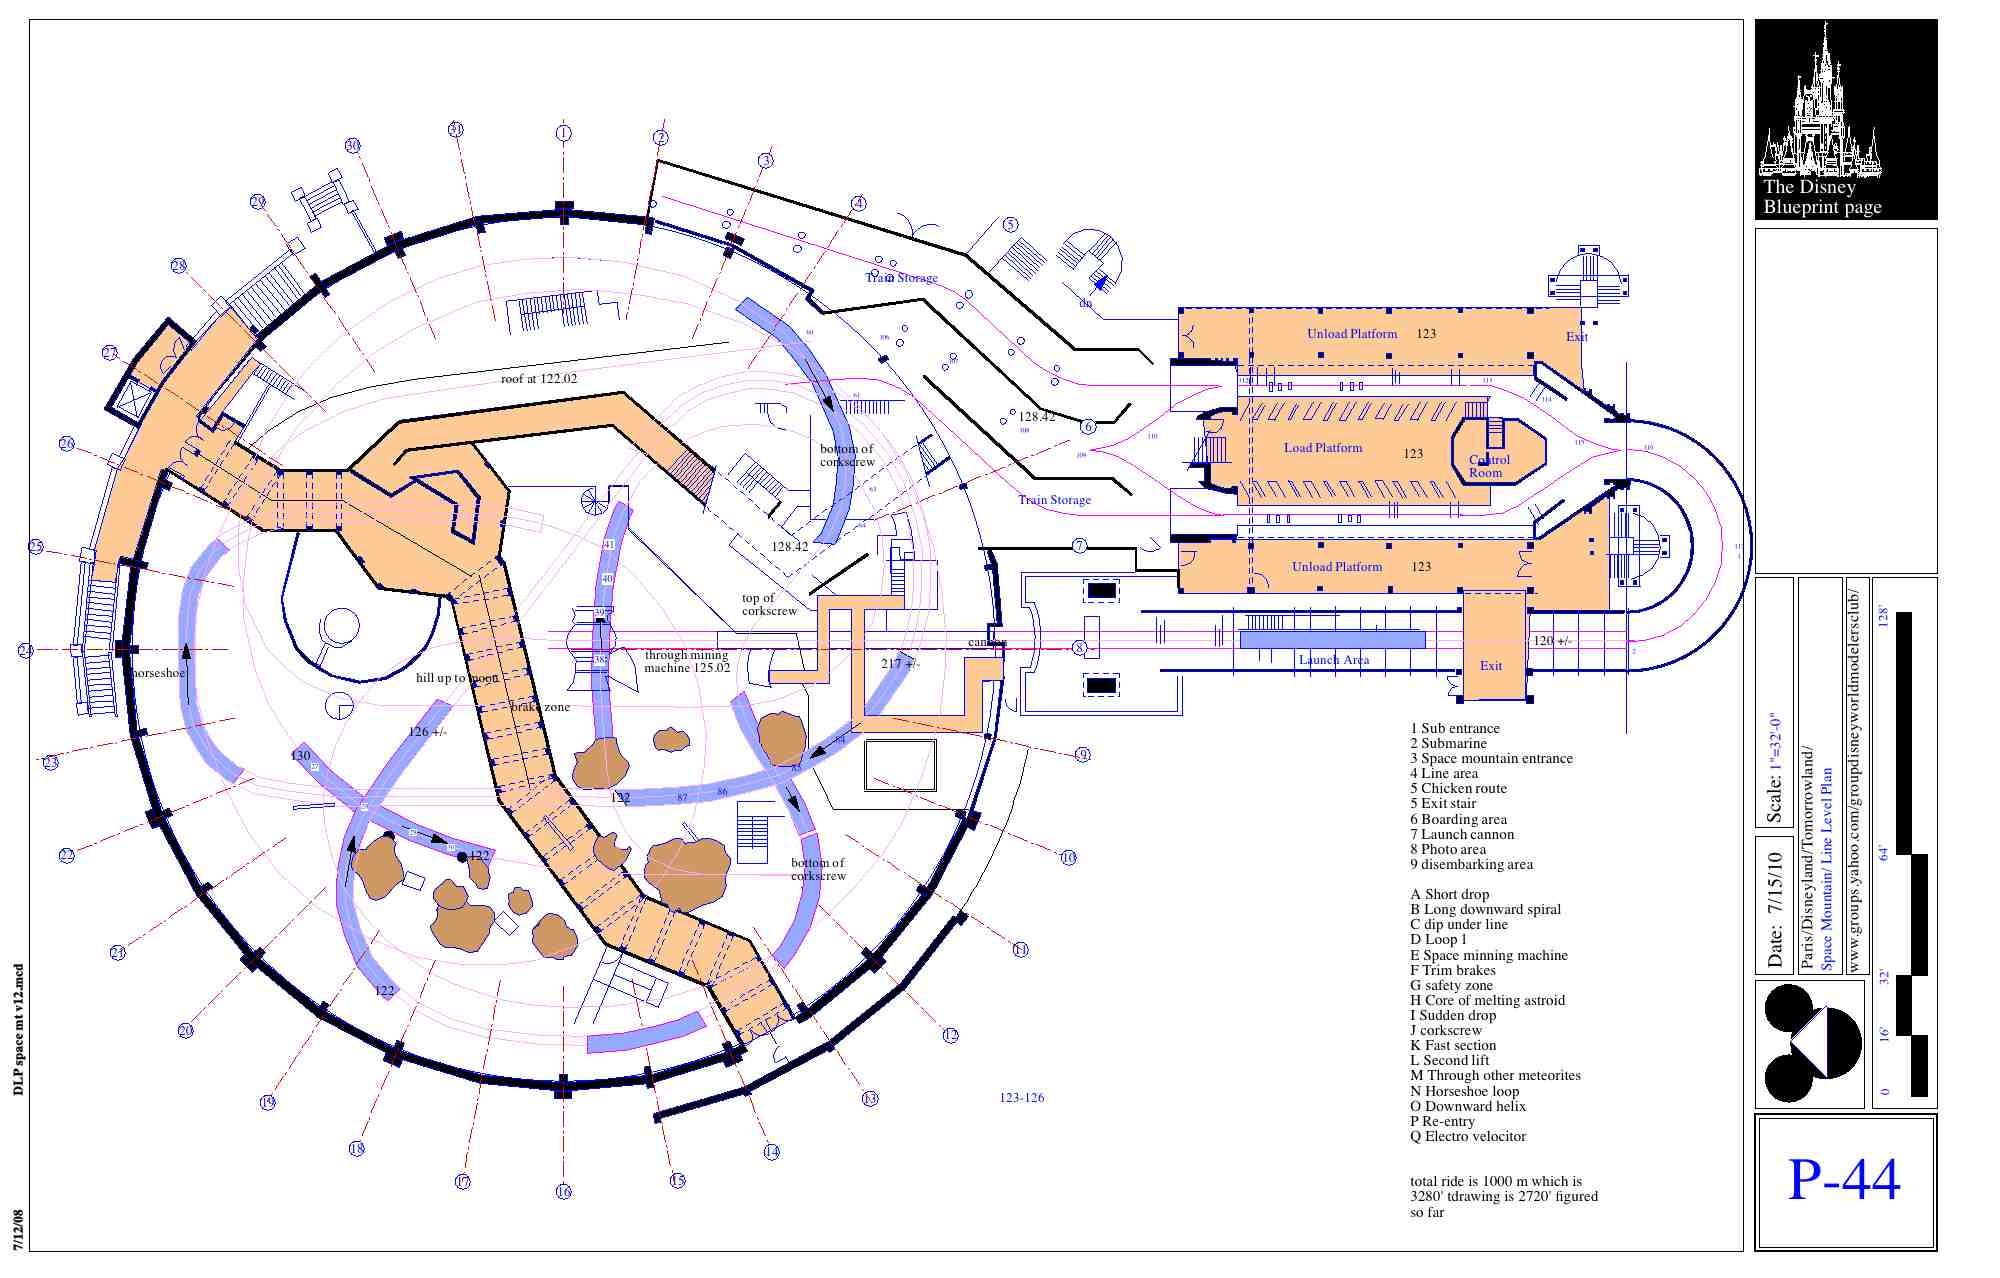 31
1
2
30
3
29
4
5
28
27
26
25
24
23
22
21
20
19
18
17
16
15
14
13
12
11
10
9
8
7
6
Train Storage
dn
Unload Platform 123
Exit
roof at 122.02
128.42
Load Platform 123
Control
Room
bottom of
corkscrew
Train Storage
128.42
Unload Platform 123
top of
corkscrew
41
40
39
38
cannon
217 +/-
through mining
machine 125.02
120 +/-
Launch Area
Exit
horseshoe
hill up to moon
brake zone
126 +/-
130
122
84
86
87
122
bottom of
corkscrew
122
123-126
1 Sub entrance
2 Submarine
3 Space mountain entrance
4 Line area
5 Chicken route
5 Exit stair
6 Boarding area
7 Launch cannon
8 Photo area
9 disembarking area
A Short drop
B Long downward spiral
C dip under line
D Loop 1
E Space minning machine
F Trim brakes
G safety zone
H Core of melting astroid
I Sudden drop
J corkscrew
K Fast section
L Second lift
M Through other meteorites
N Horseshoe loop
O Downward helix
P Re-entry
Q Electro velocitor
total ride is 1000 m which is
3280' tdrawing is 2720' figured
so far
The Disney
Blueprint page
Scale: 1"=32'-0"
Date: 7/15/10
Paris/Disneyland/Tomorrowland/
Space Mountain/ Line Level Plan
www.groups.yahoo.com/groupdisneyworldmodelersclub/
128'
64'
32'
16'
0
P-44
DLP space mt v12.mcd
7/12/08